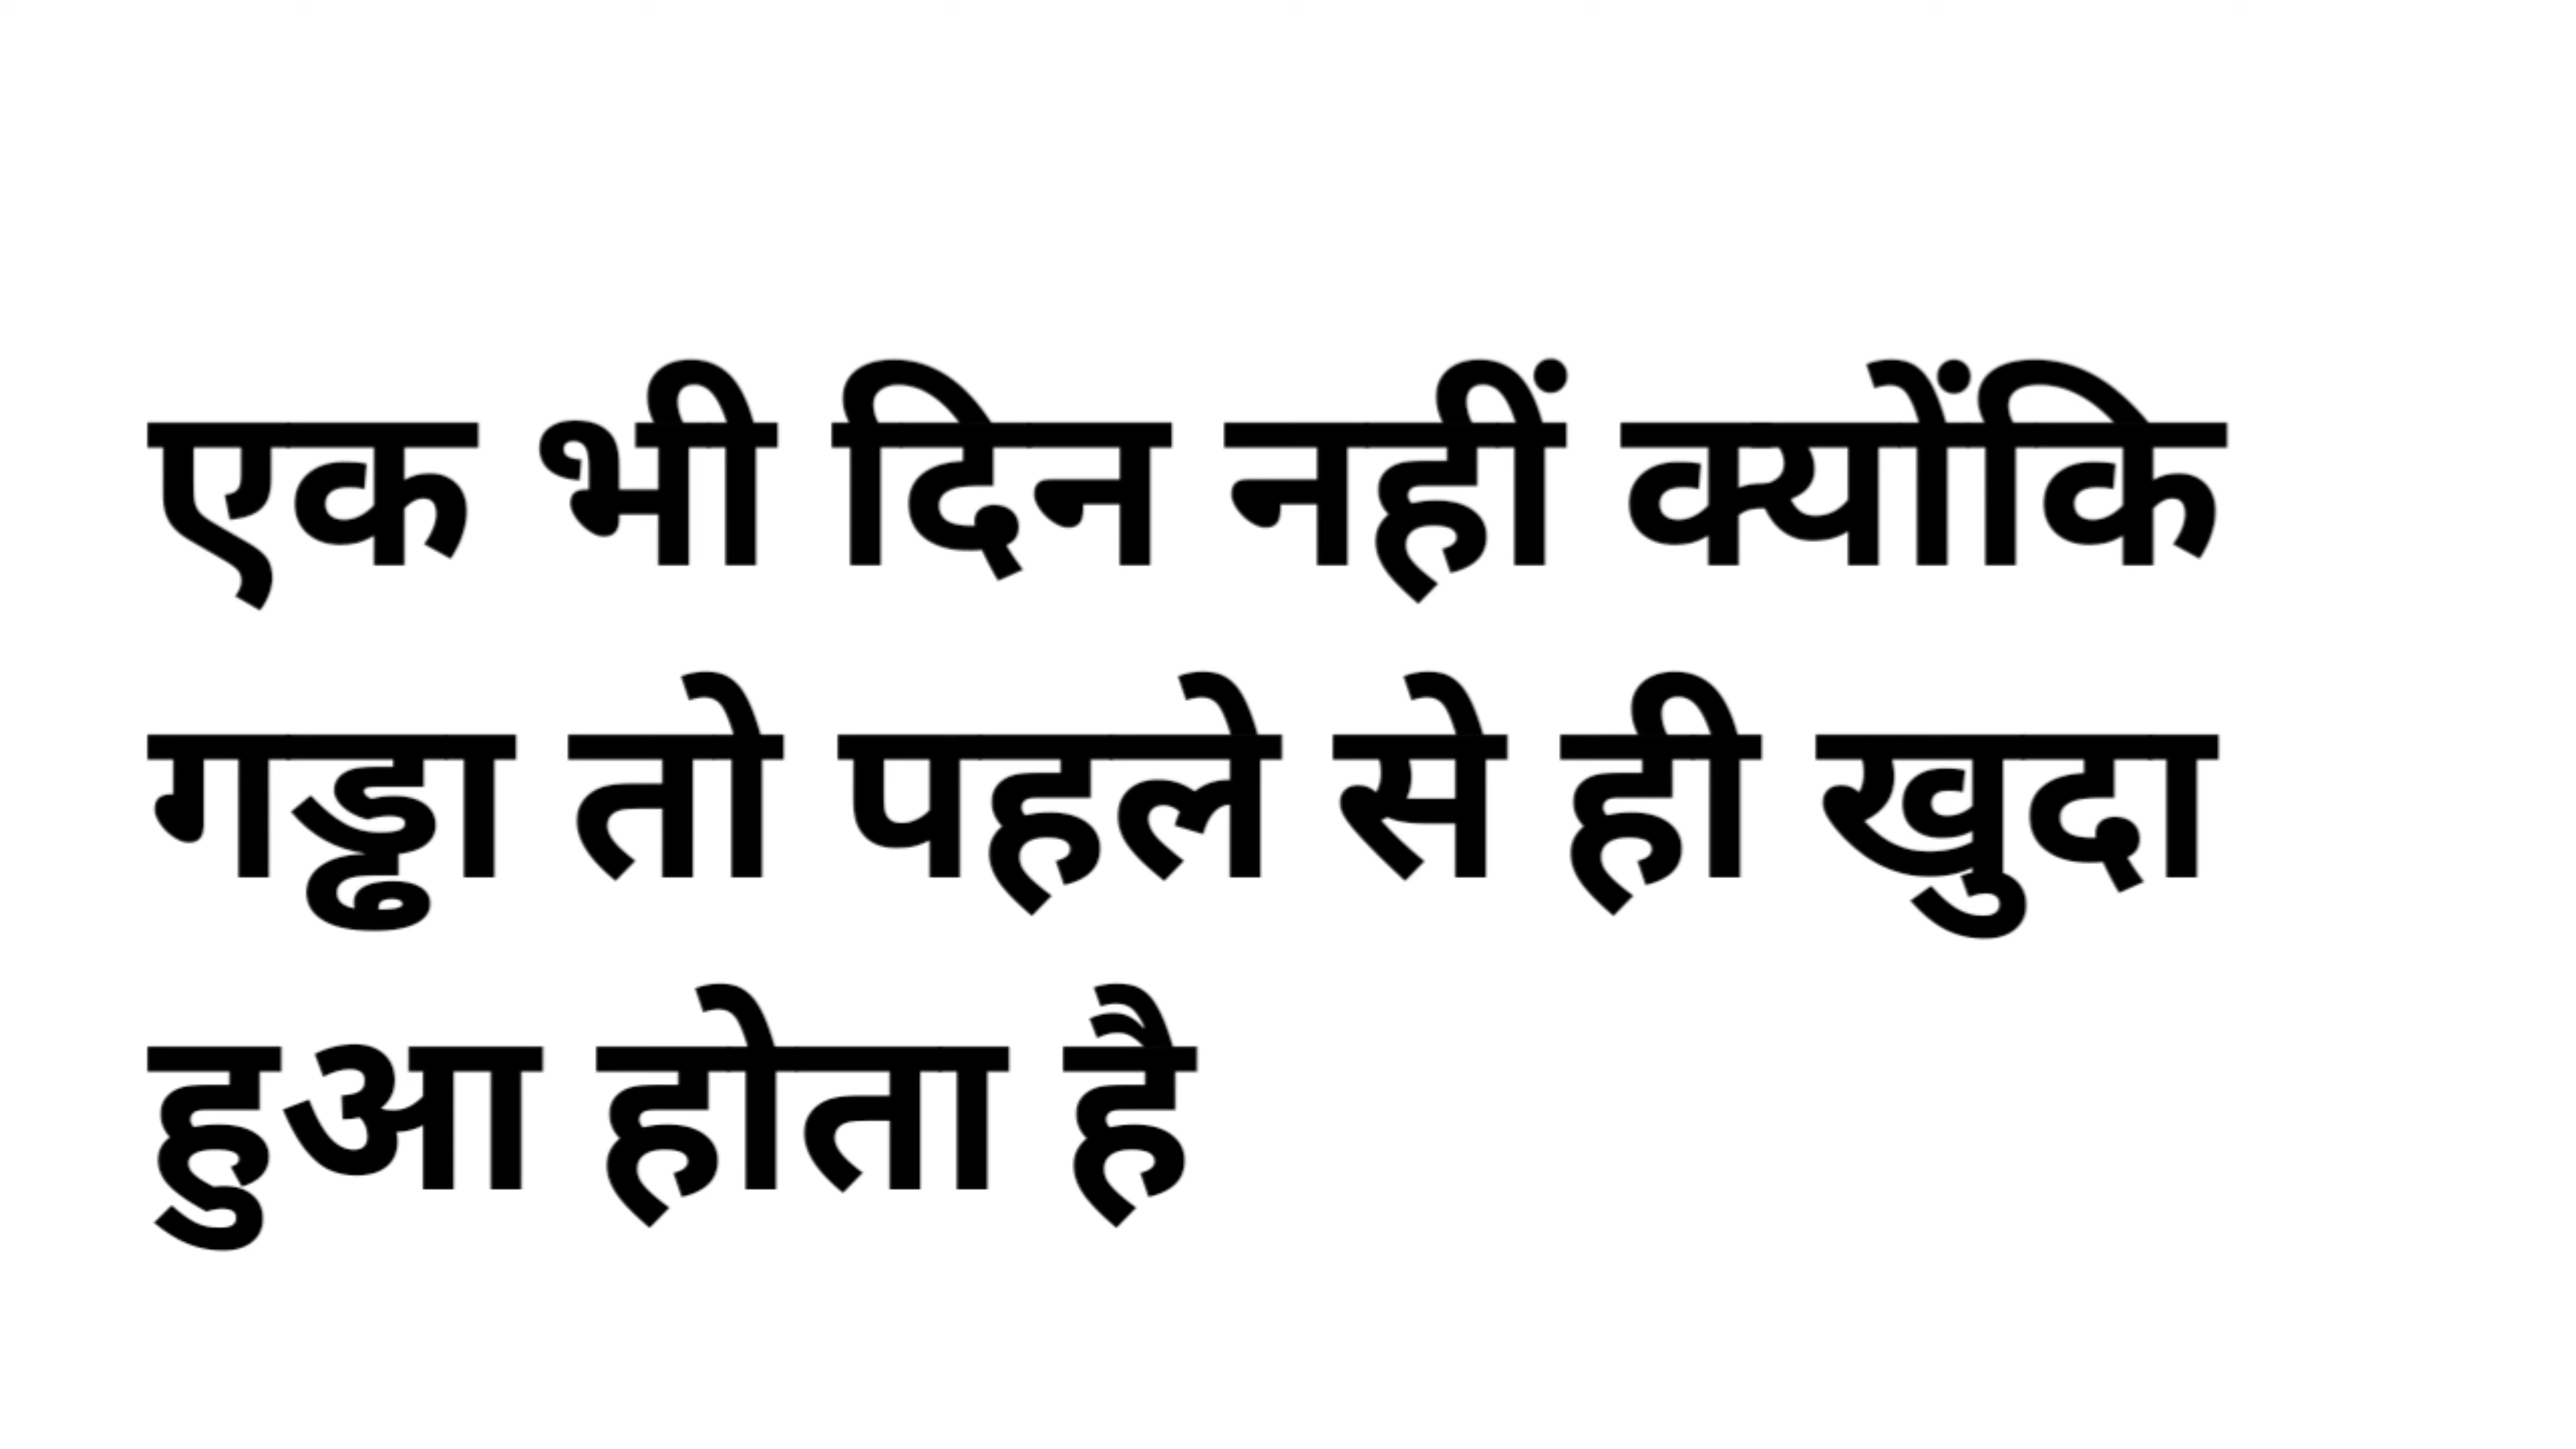 एक भी दिन नहीं क्योंकि
गड्ढा तो पहले से ही खुदा
हुआ होता है